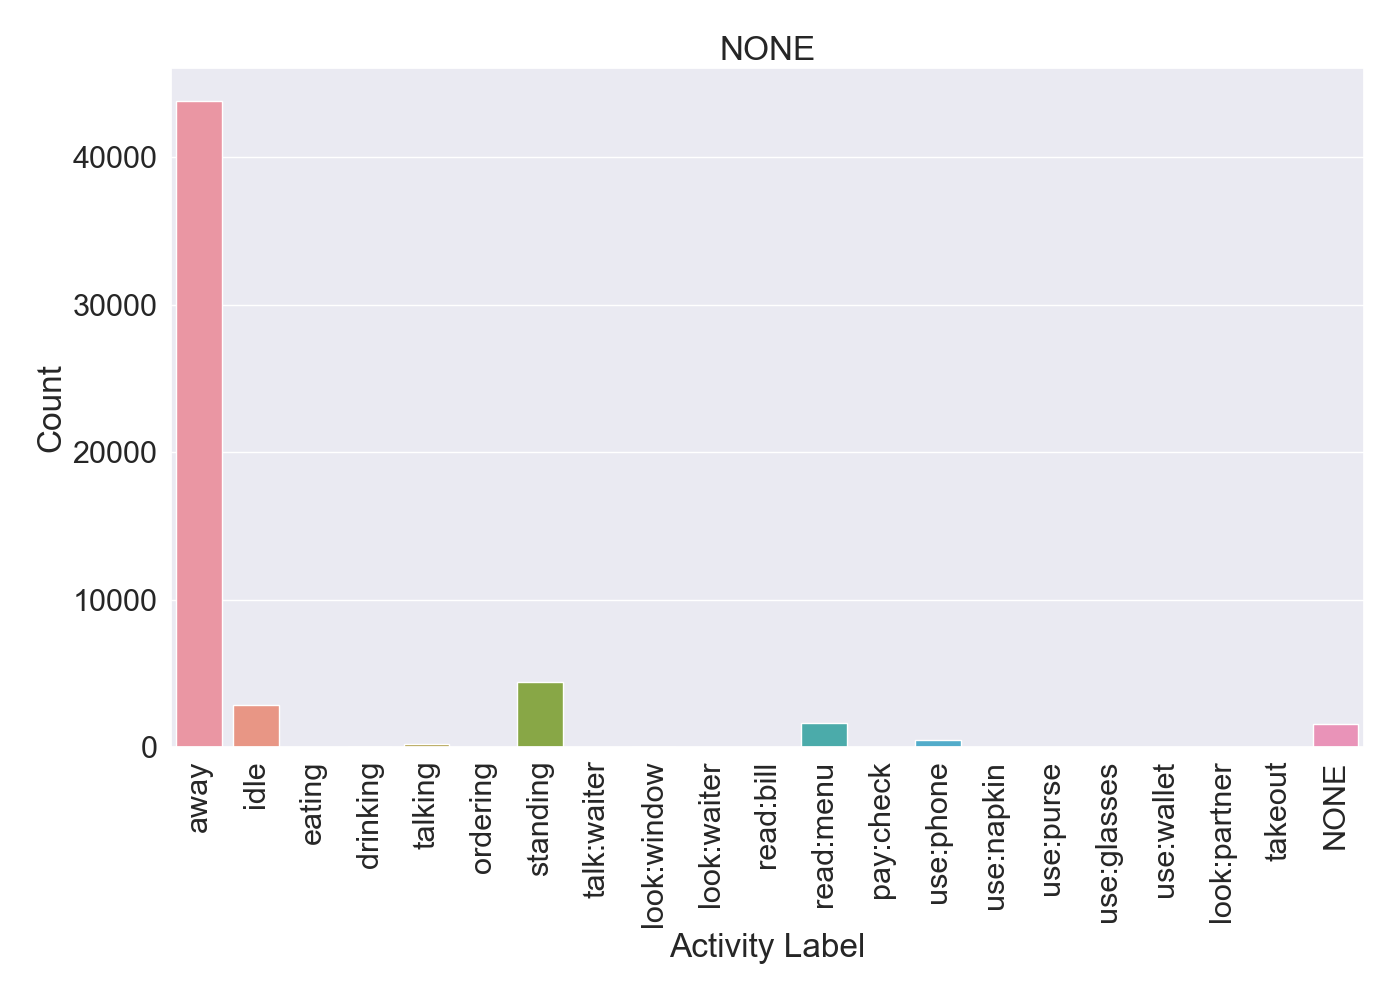 NONE
40000
30000
20000
10000
0
Count
away
idle
eating
drinking
talking
ordering
standing
talk:waiter
look:window
look:waiter
read:bill
read:menu
pay:check
use:phone
use:napkin
use:purse
use:glasses
use:wallet
look:partner
takeout
NONE
Activity Label